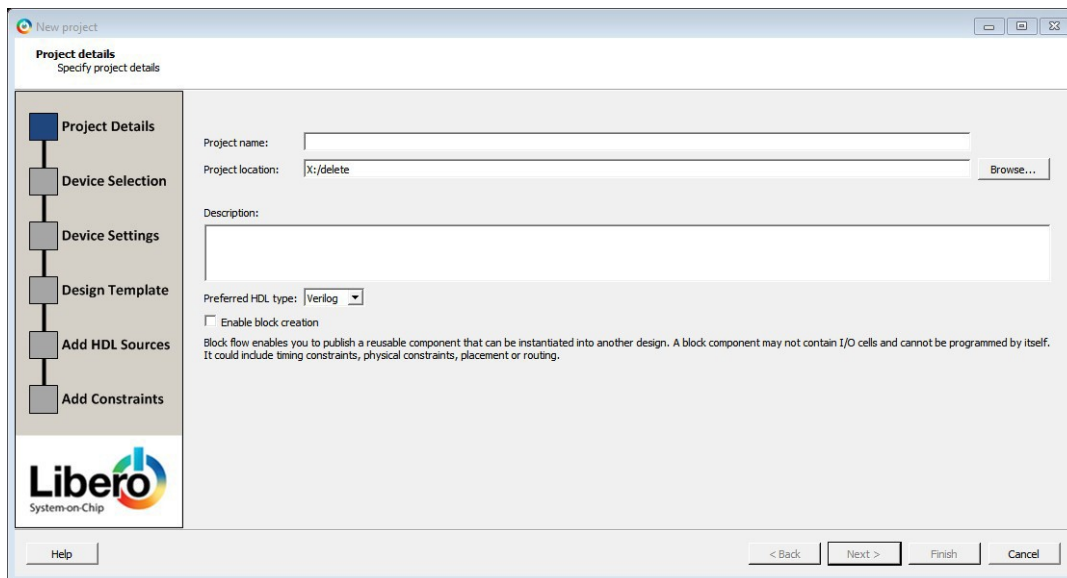 New project
Project details
Specify project details
Project Details
Device Selection
Device Settings
Design Template
Add HDL Sources
Add Constraints
Libero
System-on-Chip
Project name:
Project location: X:/delete Browse...
Description:
Preferred HDL type: Verilog
Enable block creation
Block flow enables you to publish a reusable component that can be instantiated into another design. A block component may not contain I/O cells and cannot be programmed by itself.
It could include timing constraints, physical constraints, placement or routing.
Help < Back Next > Finish Cancel